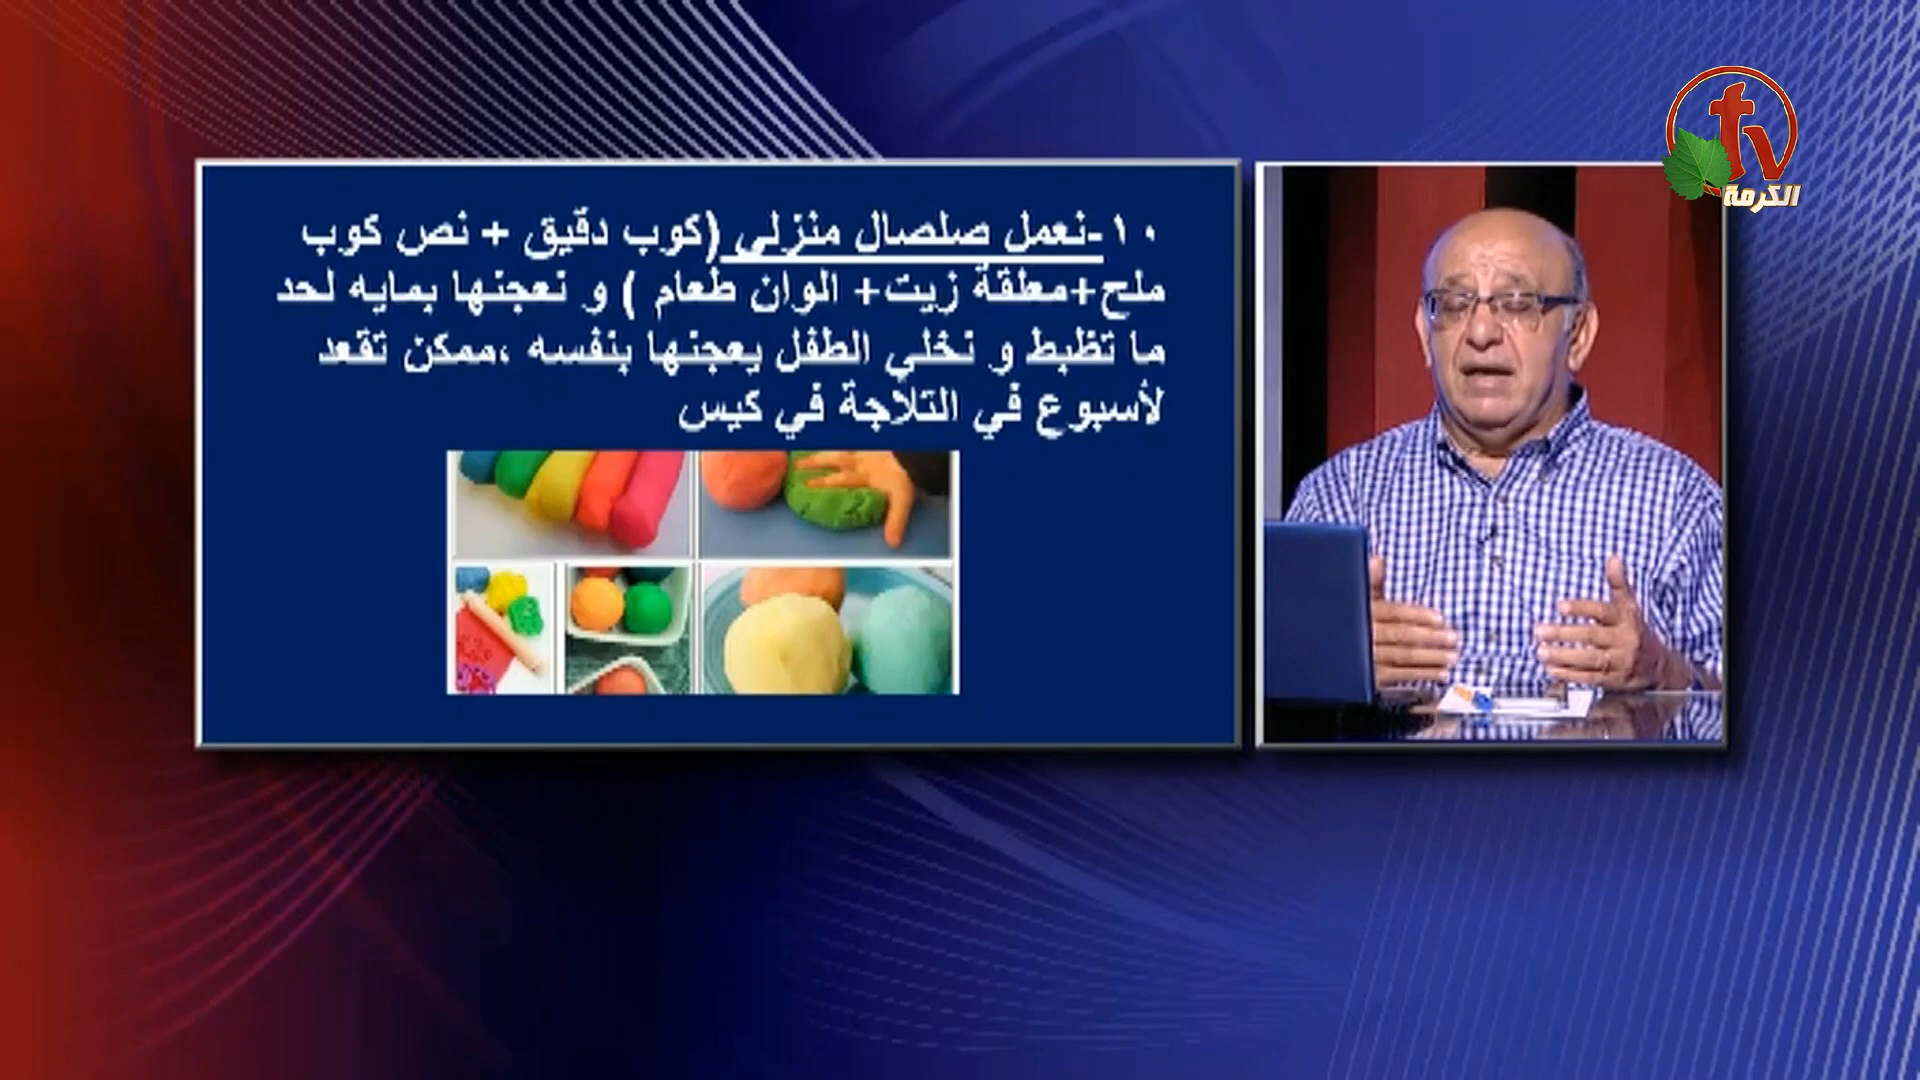 ١٠-نعمل صلصال منزلي (كوب دقيق + نص كوب
ملح+معلقة زيت+ الوان طعام ) و نعجنها بمايه لحد
ما تظبط و نخلي الطفل يعجنها بنفسه ،ممكن تقعد
لأسبوع في التلاجة في كيس
tv
الكرمة